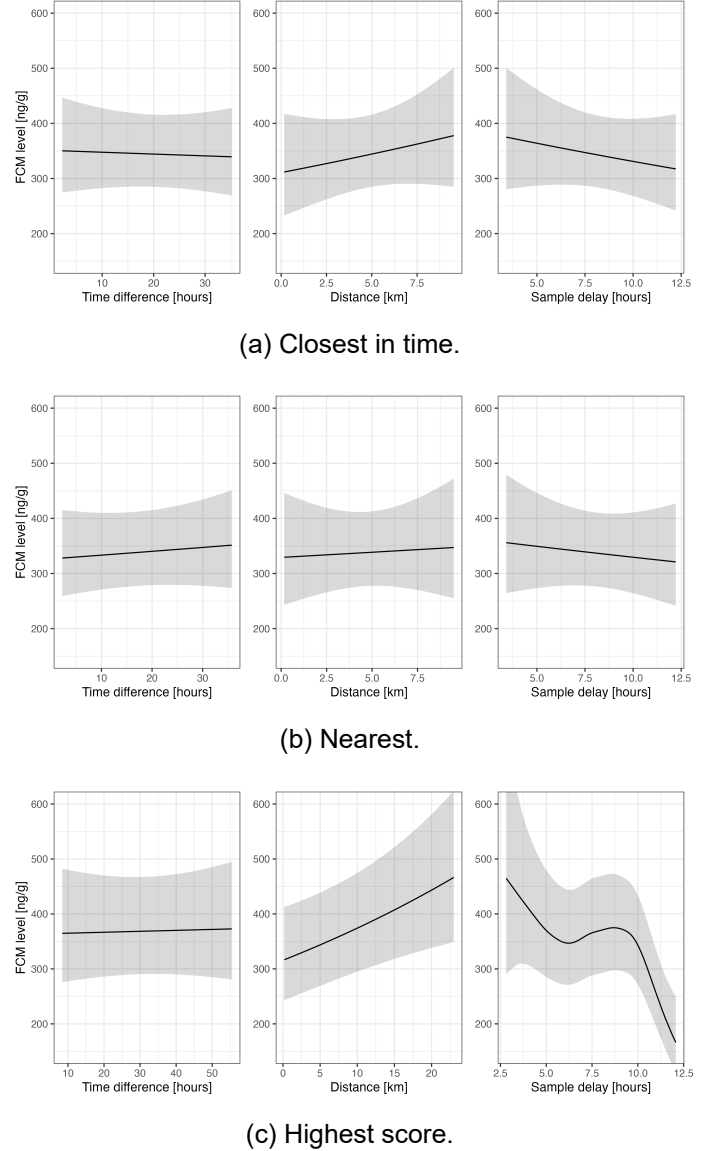 600
500
400
300
200
FCM level [ng/g]
10 20 30
Time difference [hours]
600
500
400
300
200
0.0 2.5 5.0 7.5
Distance [km]
600
500
400
300
200
2.5 5.0 7.5 10.0 12.5
Sample delay [hours]
(a) Closest in time.
600
500
400
300
200
FCM level [ng/g]
10 20 30
Time difference [hours]
600
500
400
300
200
0.0 2.5 5.0 7.5
Distance [km]
600
500
400
300
200
5.0 7.5 10.0 12.5
Sample delay [hours]
(b) Nearest.
600
500
400
300
200
FCM level [ng/g]
10 20 30 40 50
Time difference [hours]
600
500
400
300
200
0 5 10 15 20
Distance [km]
600
500
400
300
200
2.5 5.0 7.5 10.0 12.5
Sample delay [hours]
(c) Highest score.